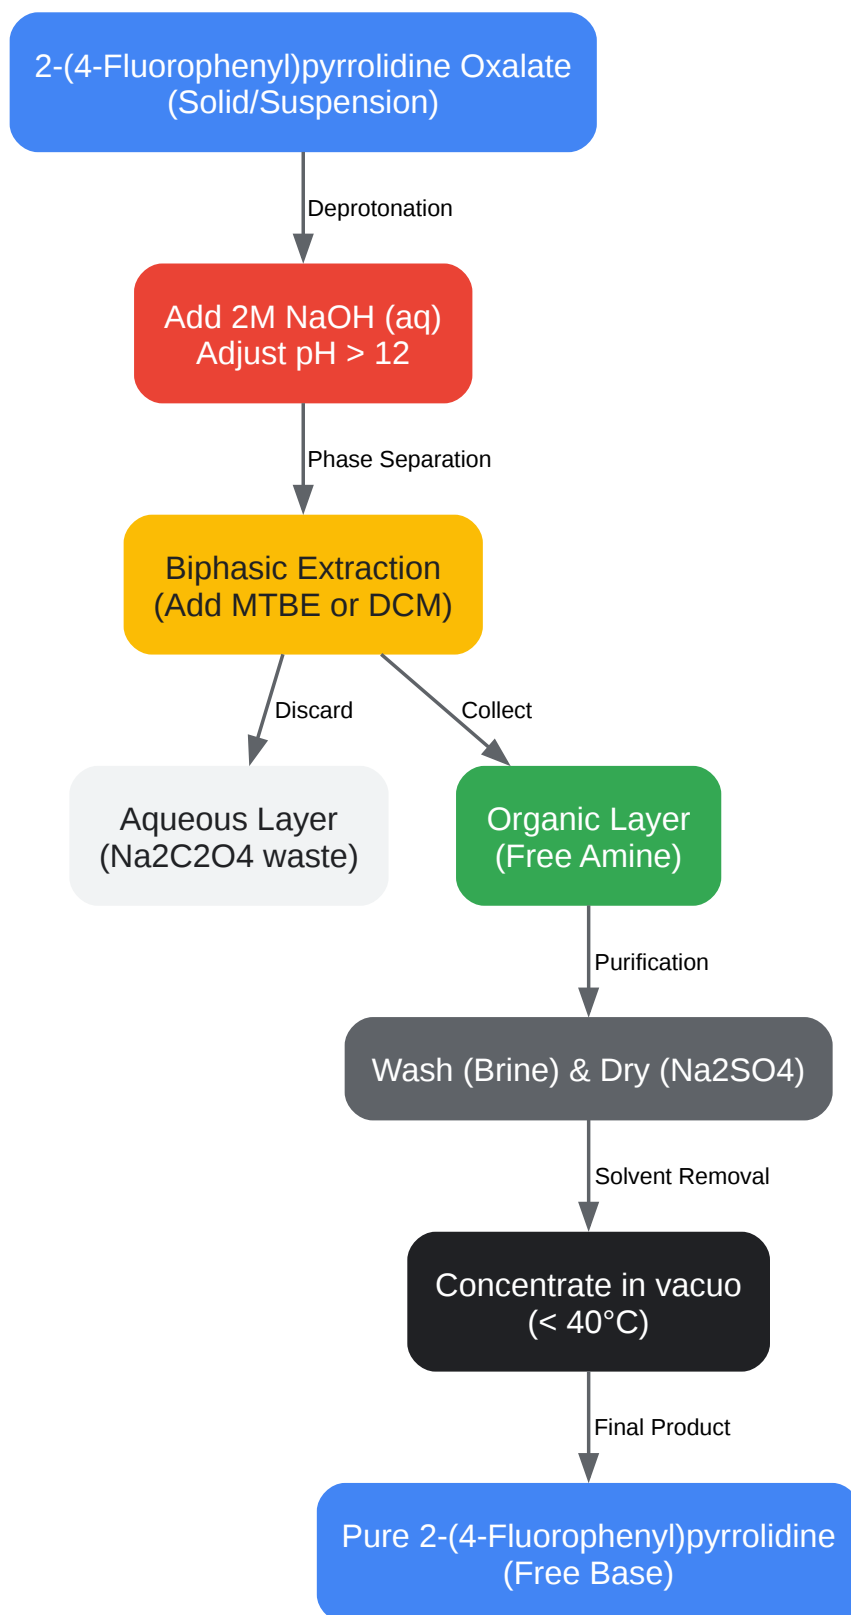 2-(4-Fluorophenyl)pyrrolidine Oxalate
(Solid/Suspension)
Deprotonation
Add 2M NaOH (aq)
Adjust pH > 12
Phase Separation
Biphasic Extraction
(Add MTBE or DCM)
Discard
Collect
Aqueous Layer
(Na2C2O4 waste)
Organic Layer
(Free Amine)
Purification
Wash (Brine) & Dry (Na2SO4)
Solvent Removal
Concentrate in vacuo
(< 40°C)
Final Product
Pure 2-(4-Fluorophenyl)pyrrolidine
(Free Base)